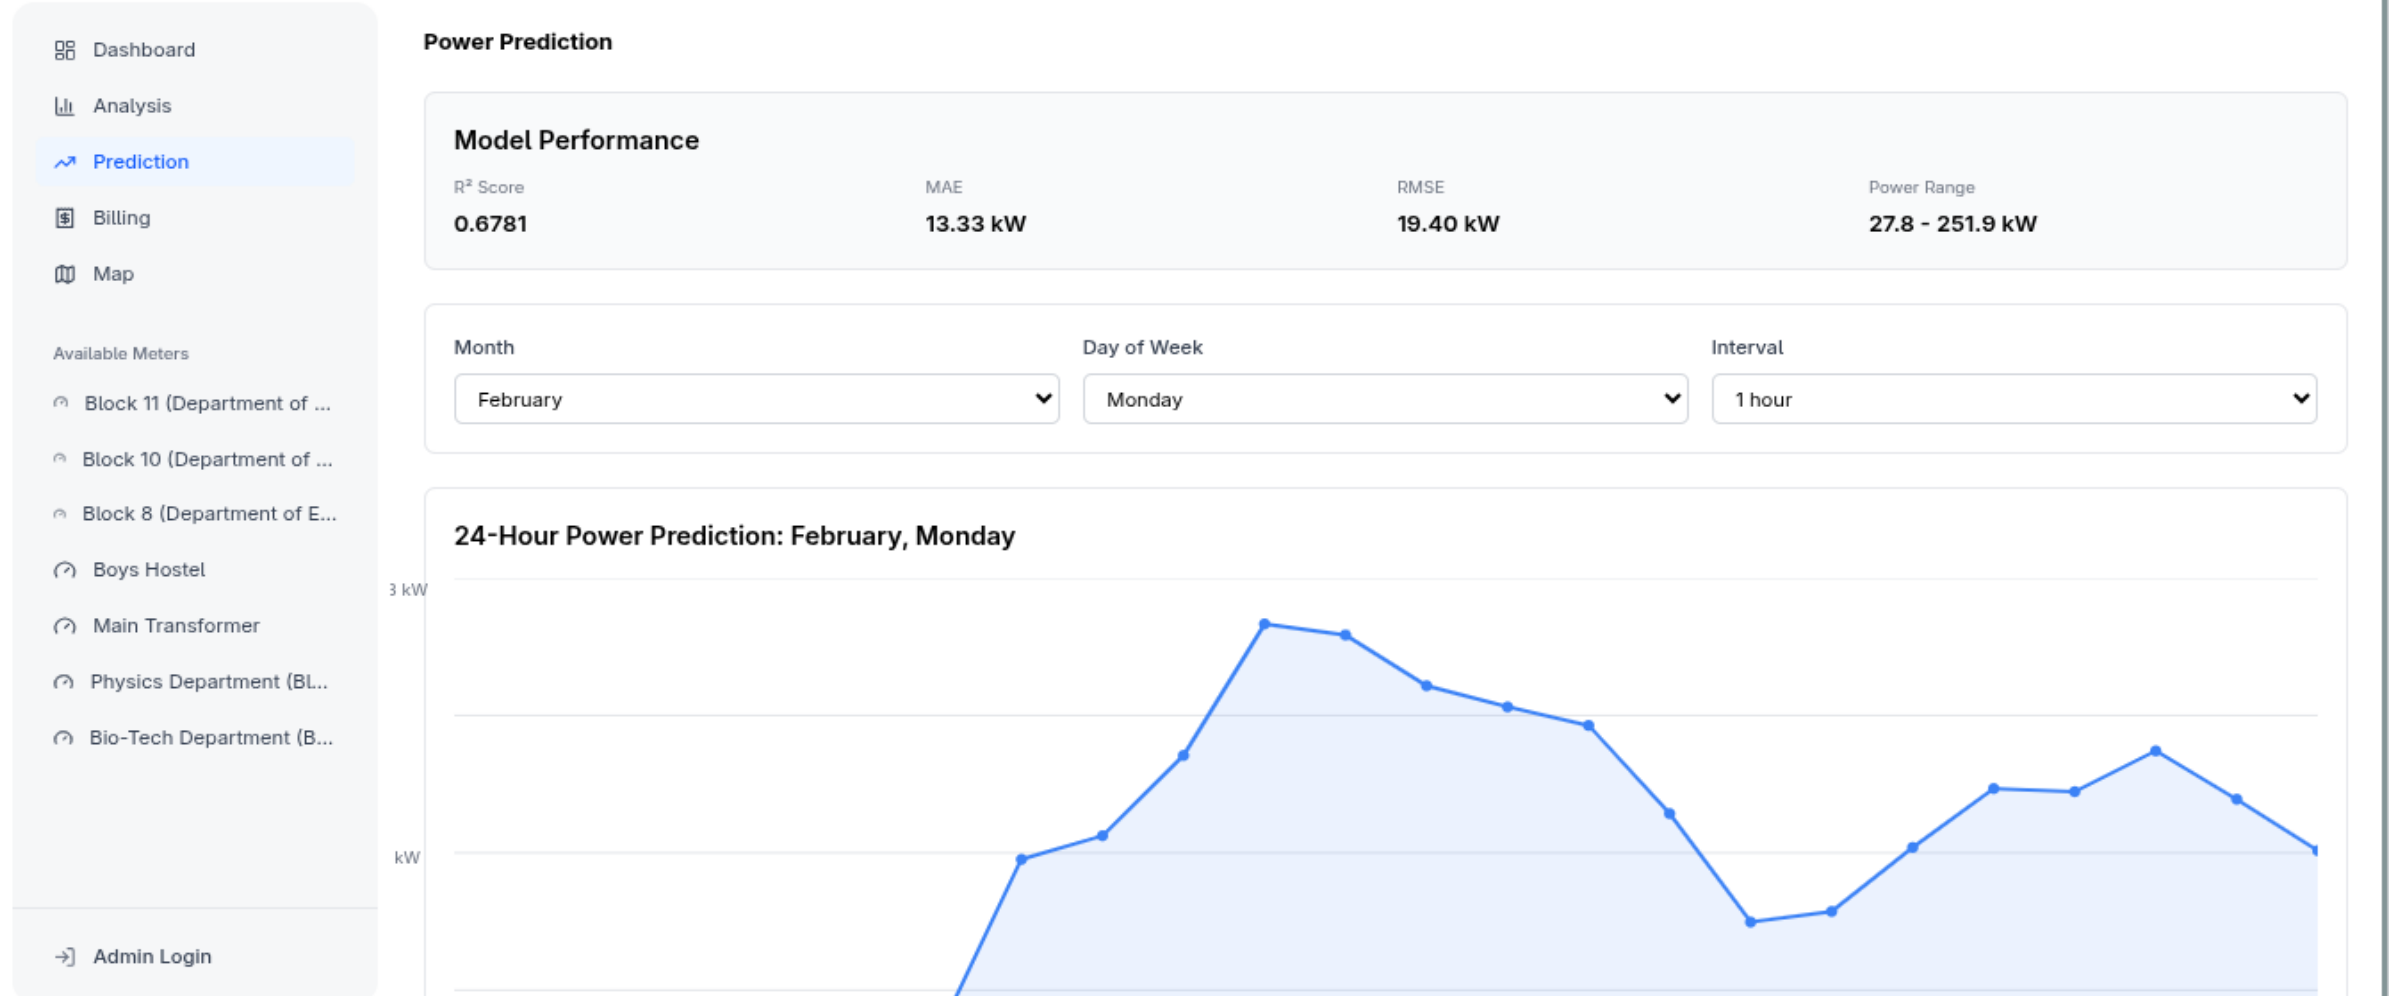 Dashboard
Analysis
Prediction
Billing
Map
Available Meters
Block 11 (Department of ...
Block 10 (Department of ...
Block 8 (Department of E...
Boys Hostel
Main Transformer
Physics Department (Bl...
Bio-Tech Department (B...
Admin Login
Power Prediction
Model Performance
R² Score MAE RMSE Power Range
0.6781 13.33 kW 19.40 kW 27.8 - 251.9 kW
Month Day of Week Interval
February Monday 1 hour
24-Hour Power Prediction: February, Monday
3 kW
kW